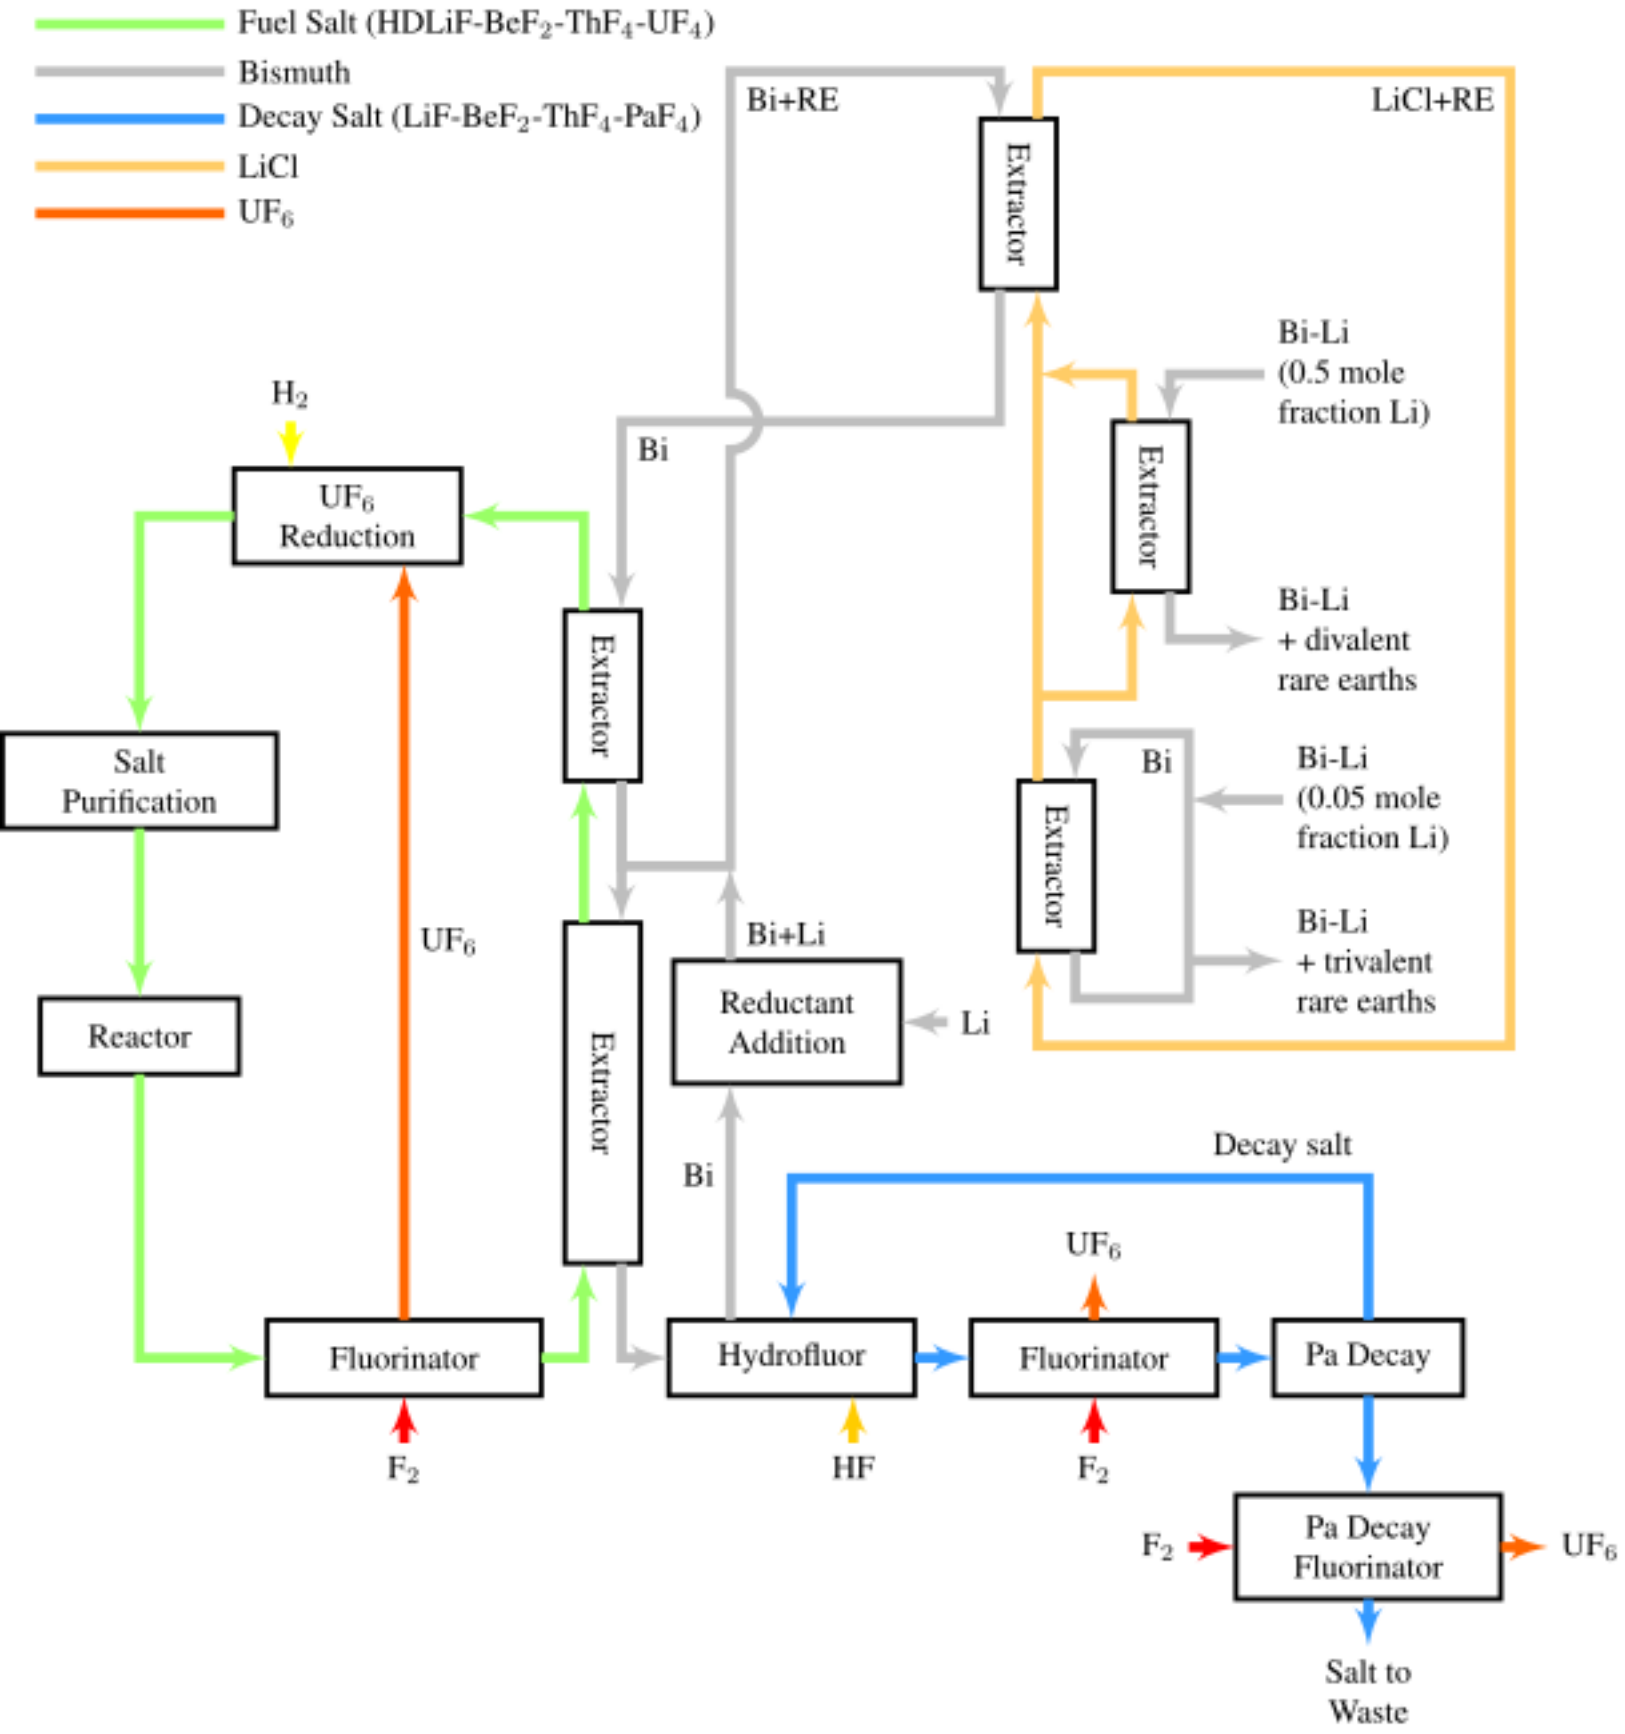 Fuel Salt (HDLiF-BeF₂-ThF₄-UF₄)
Bismuth
Decay Salt (LiF-BeF₂-ThF₄-PaF₄)
LiCl
UF₆
Bi+RE
LiCl+RE
Extractor
Bi-Li
(0.5 mole
fraction Li)
H₂
Bi
UF₆
Reduction
Extractor
Bi-Li
+ divalent
rare earths
Extractor
Salt
Purification
Bi
Bi-Li
(0.05 mole
fraction Li)
Extractor
UF₆
Bi+Li
Bi-Li
+ trivalent
rare earths
Reactor
Extractor
Reductant
Addition
Li
Bi
Decay salt
UF₆
Fluorinator
Hydrofluor
Fluorinator
Pa Decay
F₂
HF
F₂
F₂
Pa Decay
Fluorinator
UF₆
Salt to
Waste